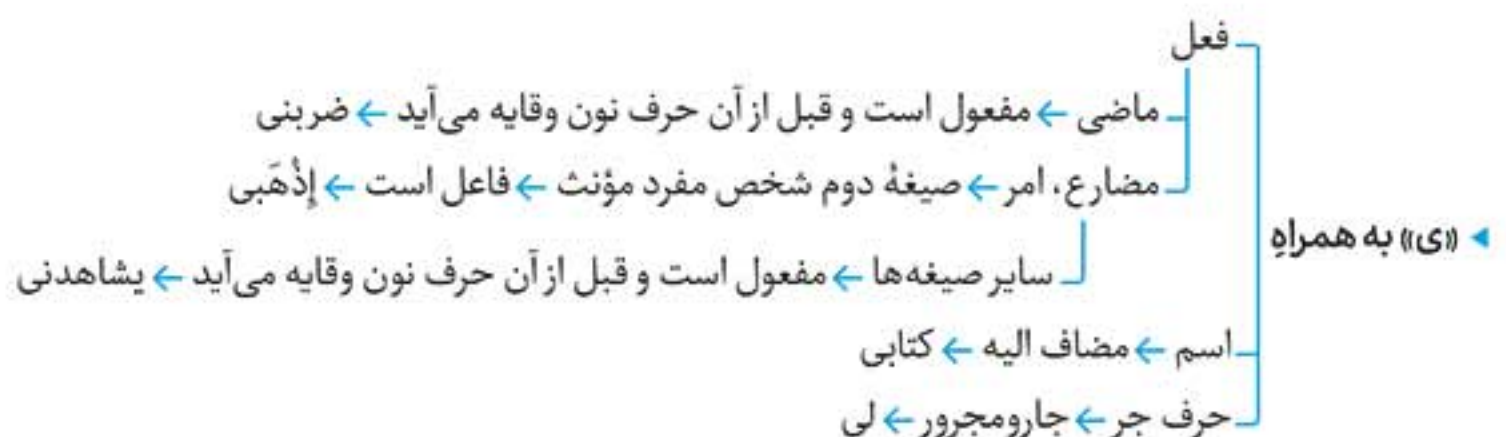 فعل
ماضی ← مفعول است و قبل از آن حرف نون وقایه می‌آید ← ضربنی
مضارع، امر ← صیغهٔ دوم شخص مفرد مؤنث ← فاعل است ← إذْهَبی
◄ «ی» به همراهِ
سایر صیغه‌ها ← مفعول است و قبل از آن حرف نون وقایه می‌آید ← یشاهدنی
اسم ← مضاف الیه ← کتابی
حرف جر ← جارومجرور ← لی